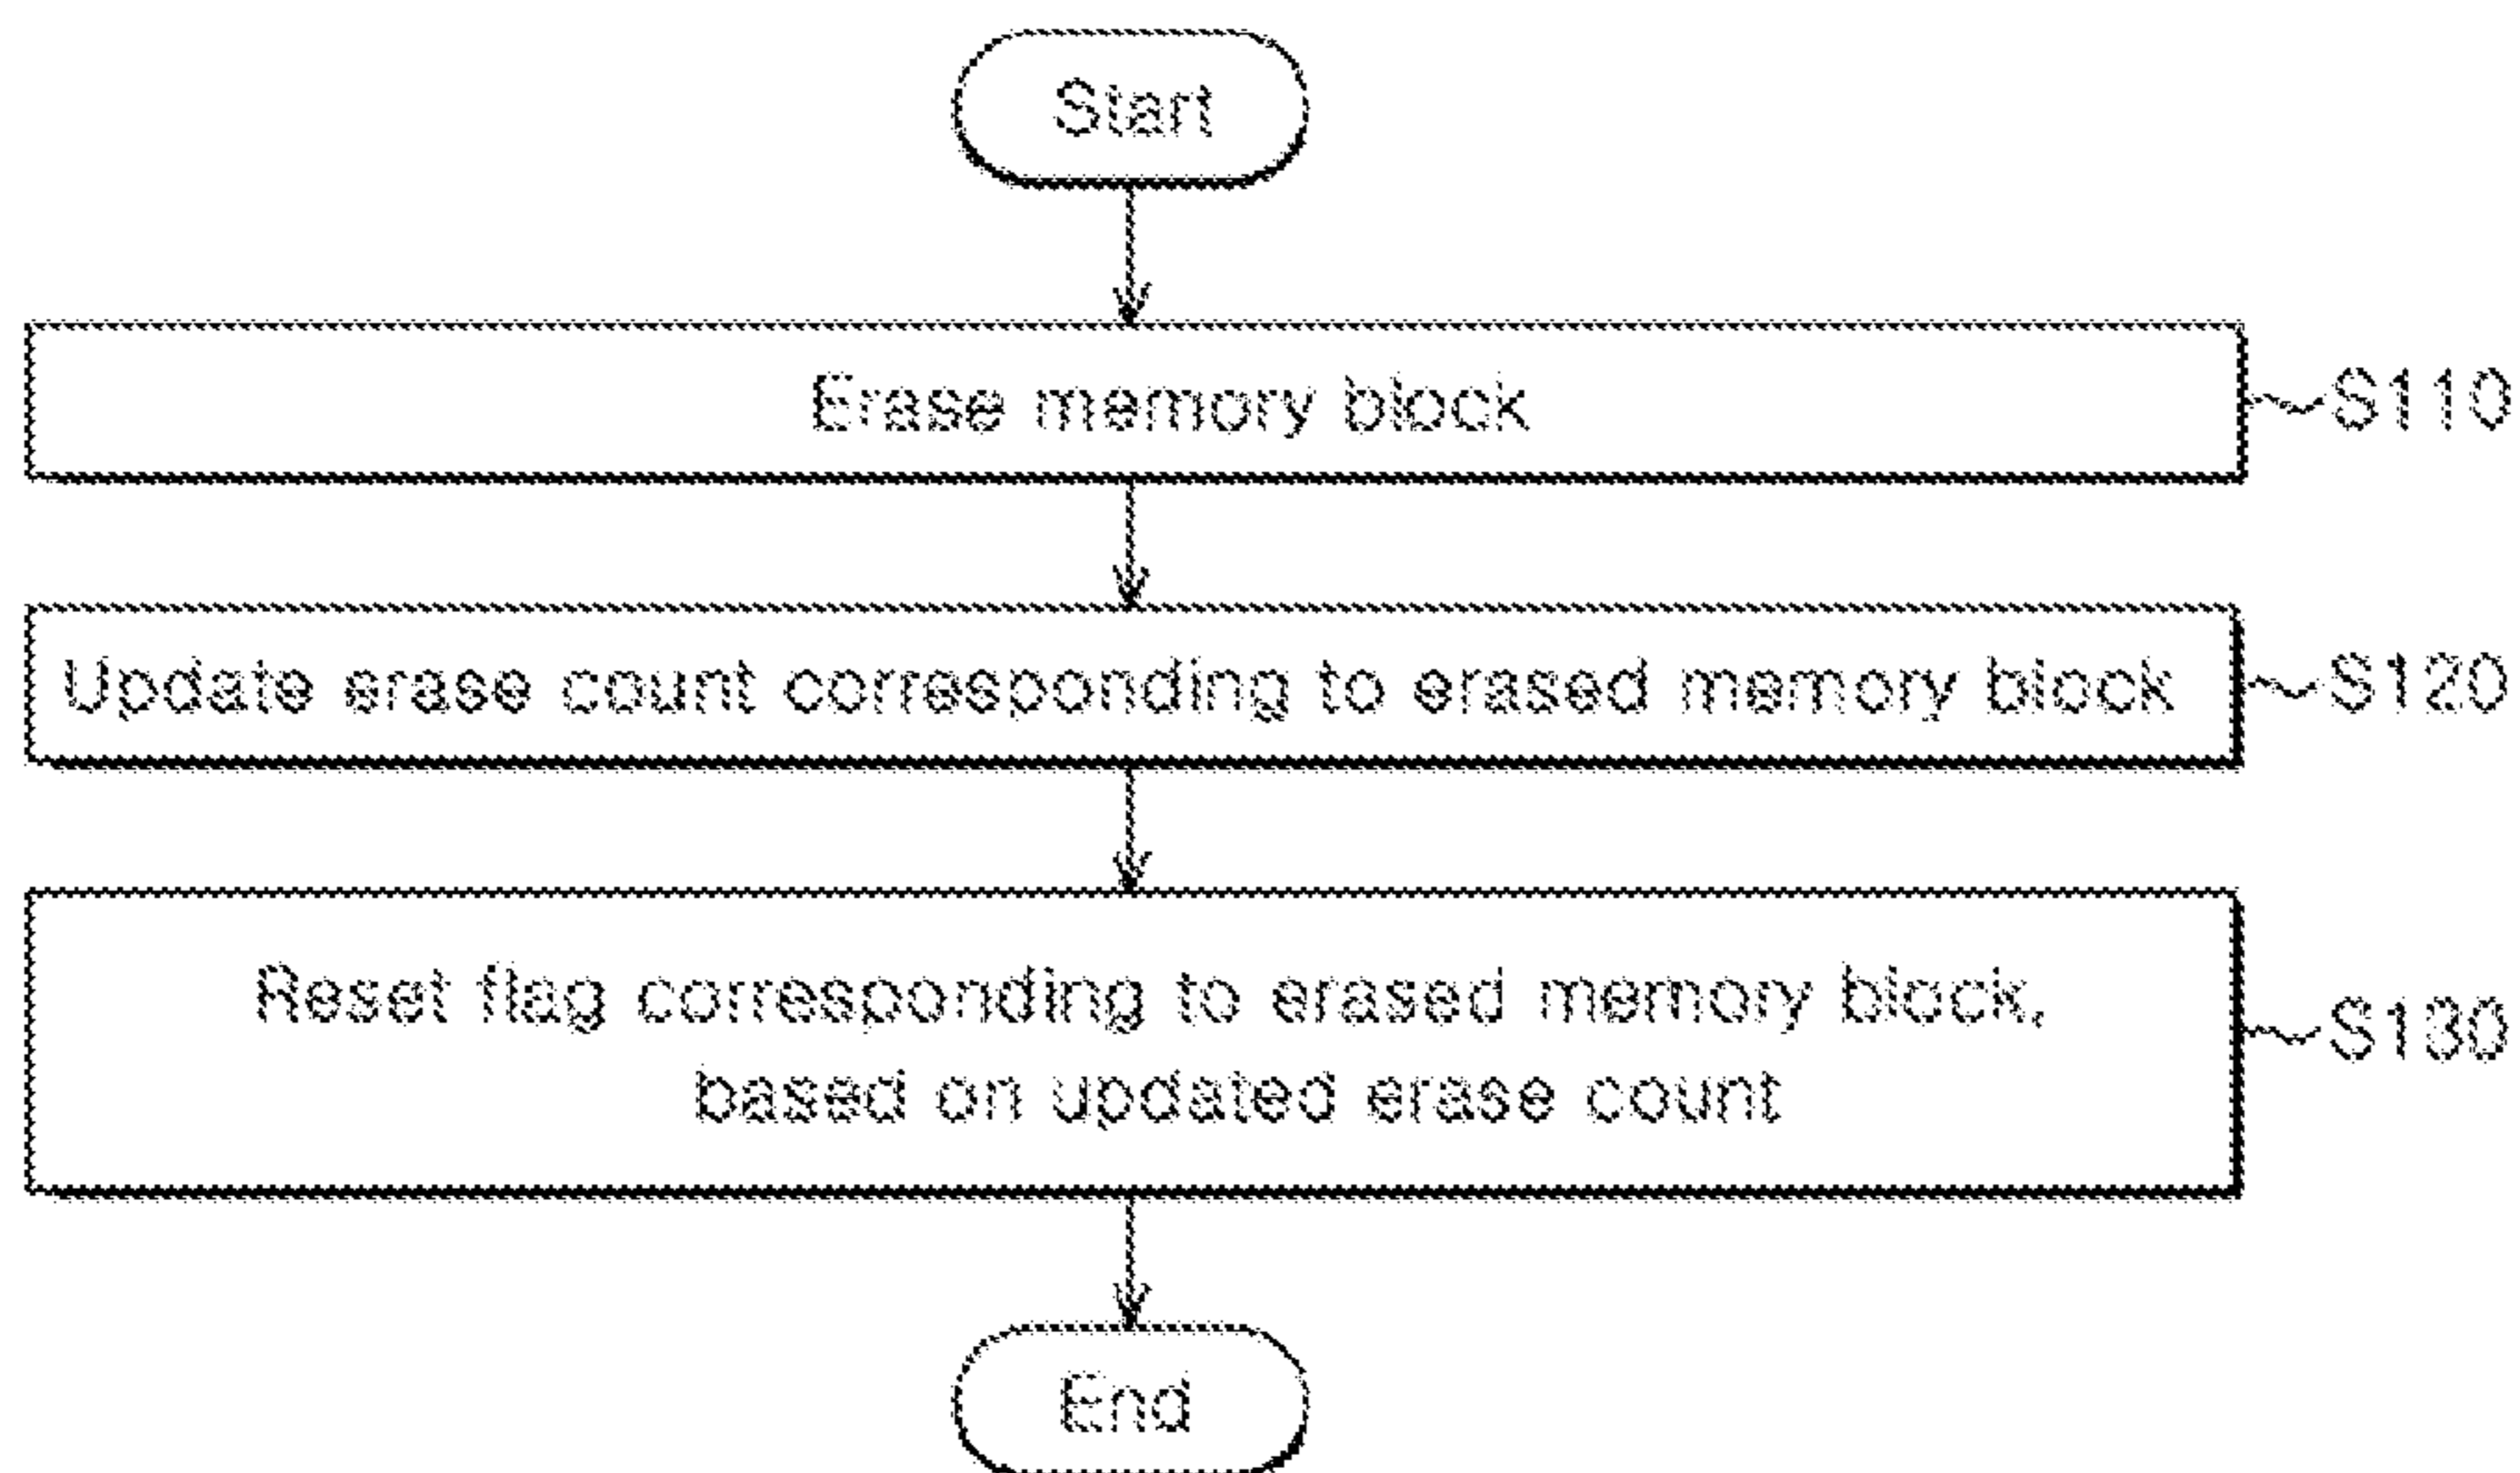 Start
Erase memory block
S110
Update erase count corresponding to erased memory block
S120
Reset flag corresponding to erased memory block,
based on updated erase count
S130
End